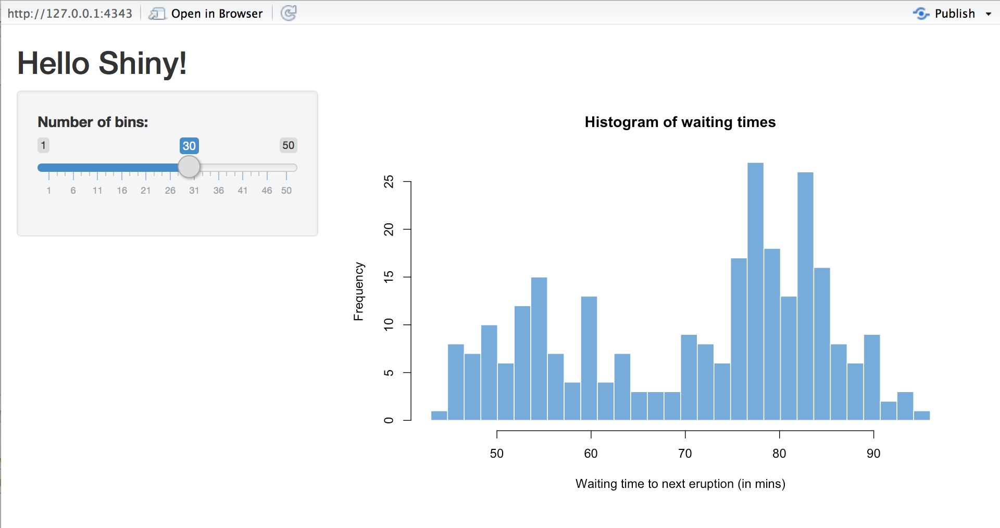 http://127.0.0.1:4343 Open in Browser Publish
Hello Shiny!
Number of bins:
1 30 50
1 6 11 16 21 26 31 36 41 46 50
Histogram of waiting times
Frequency
25
20
15
10
5
0
50 60 70 80 90
Waiting time to next eruption (in mins)